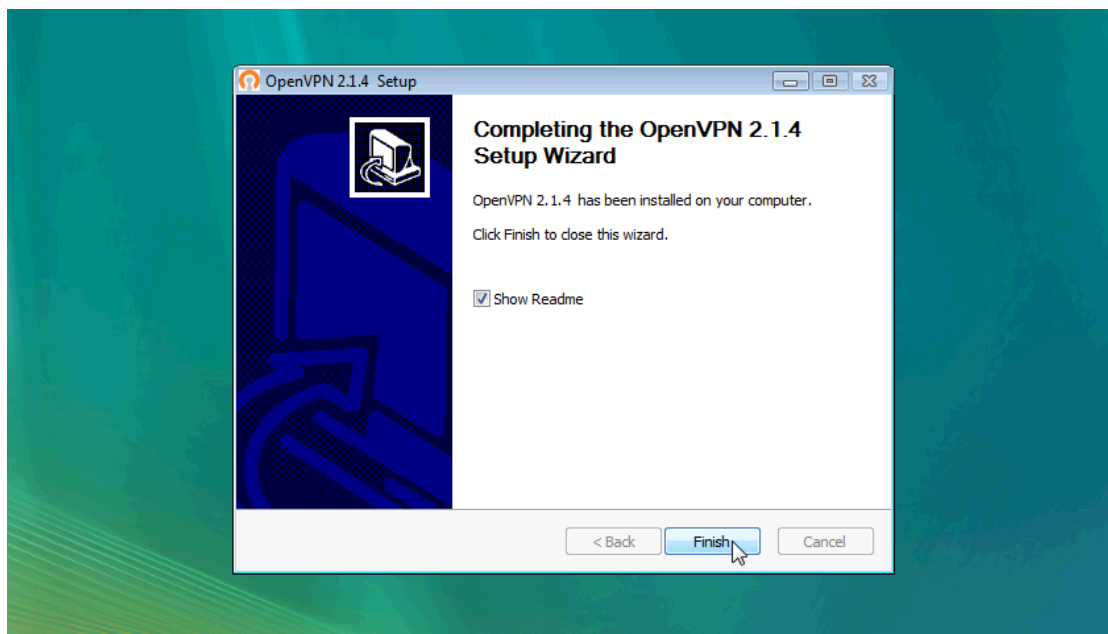 OpenVPN 2.1.4 Setup
Completing the OpenVPN 2.1.4
Setup Wizard
OpenVPN 2.1.4 has been installed on your computer.
Click Finish to close this wizard.
Show Readme
< Back Finish Cancel